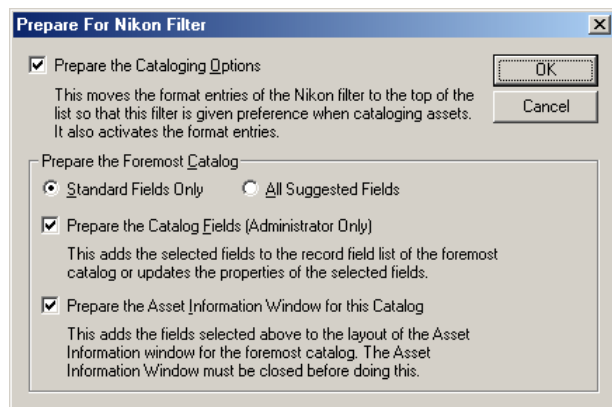 Prepare For Nikon Filter
Prepare the Cataloging Options
OK
This moves the format entries of the Nikon filter to the top of the
list so that this filter is given preference when cataloging assets.
It also activates the format entries.
Cancel
Prepare the Foremost Catalog
Standard Fields Only
All Suggested Fields
Prepare the Catalog Fields (Administrator Only)
This adds the selected fields to the record field list of the foremost
catalog or updates the properties of the selected fields.
Prepare the Asset Information Window for this Catalog
This adds the fields selected above to the layout of the Asset
Information window for the foremost catalog. The Asset
Information Window must be closed before doing this.